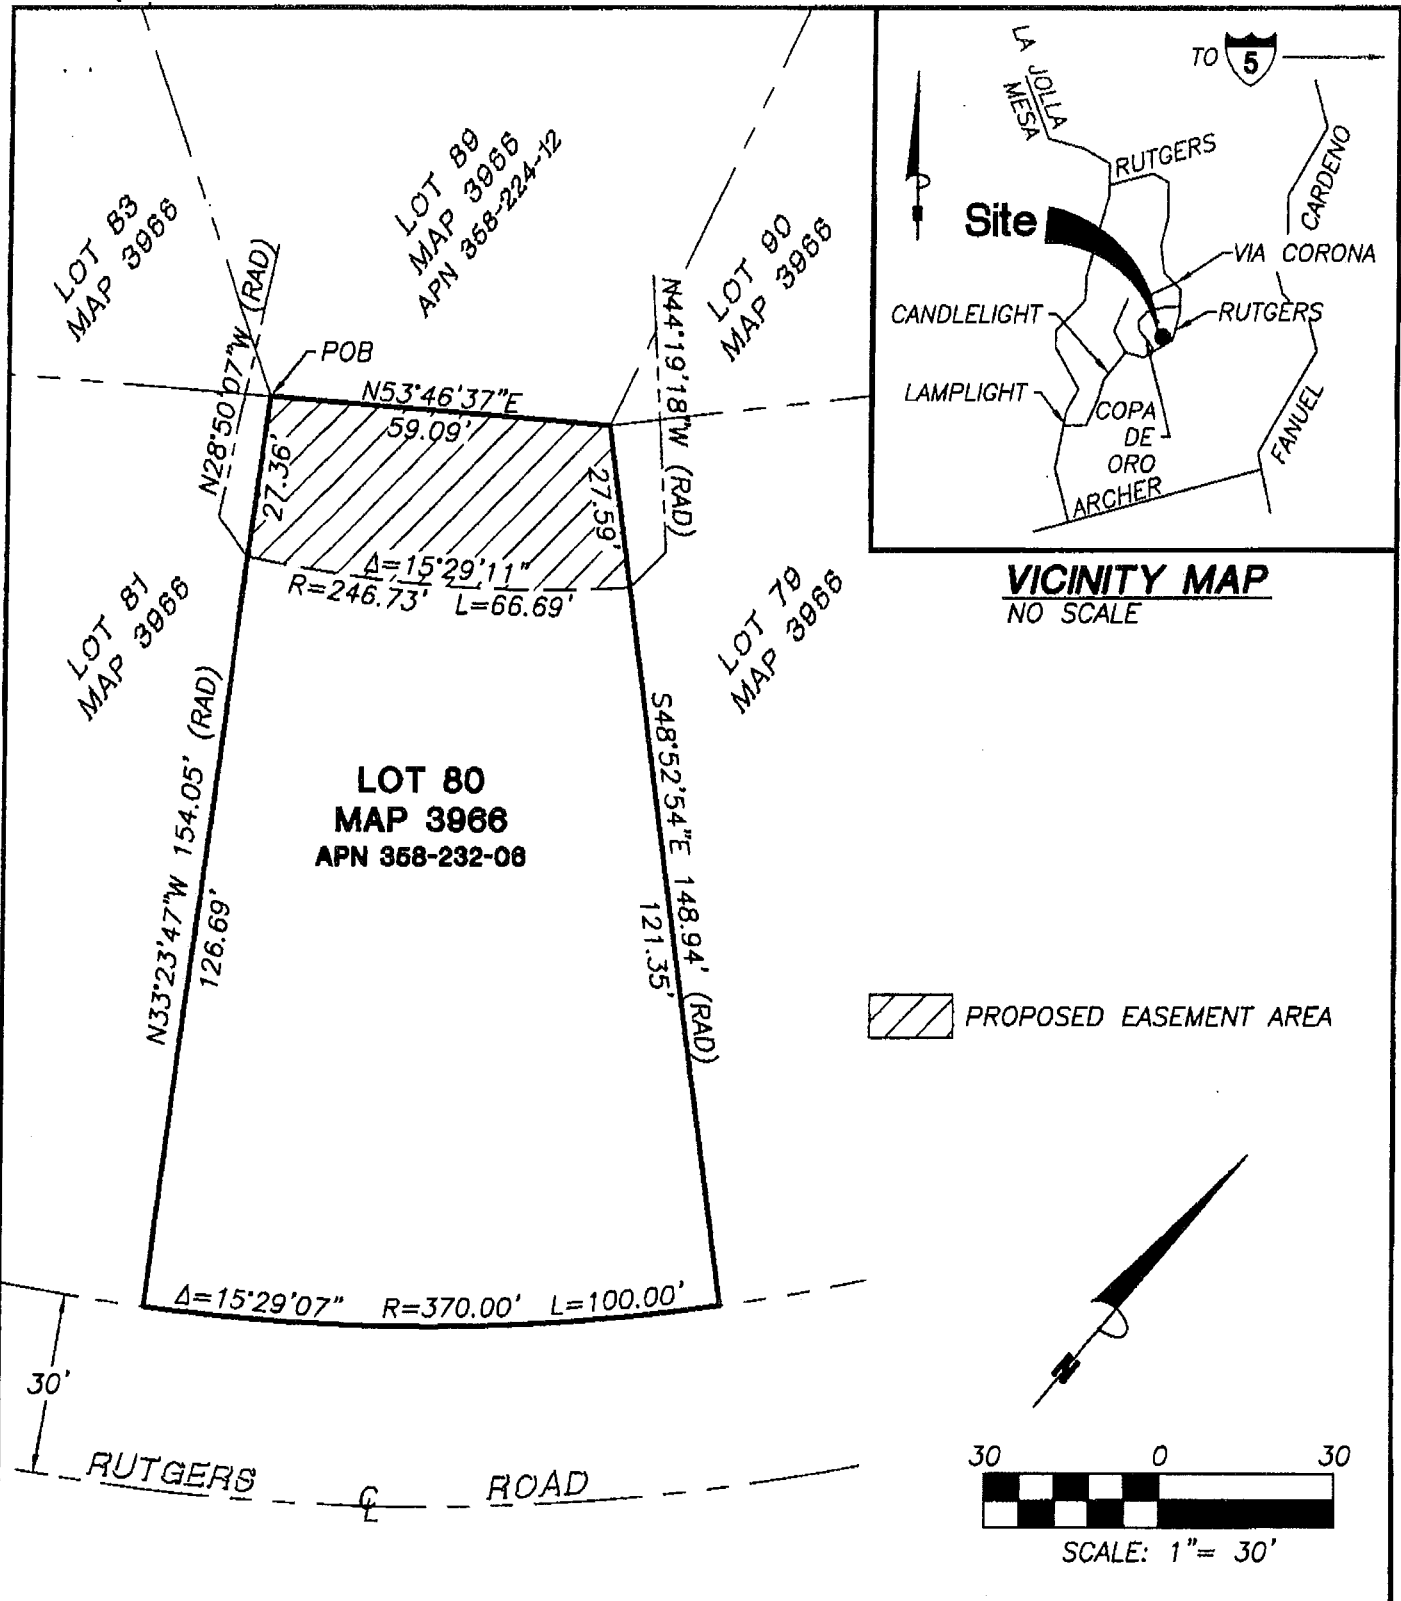 LOT 83
MAP 3966
LOT 89
MAP 3966
APN 358-224-12
LOT 90
MAP 3966
N28°50'07"W (RAD)
N44°19'18"W (RAD)
POB
N53°46'37"E
59.09'
27.36'
27.59'
Δ=15°29'11"
R=246.73' L=66.69'
LOT 81
MAP 3966
LOT 79
MAP 3966
N33°23'47"W 154.05' (RAD)
126.69'
S48°52'54"E 148.94' (RAD)
121.35'
LOT 80
MAP 3966
APN 358-232-06
Δ=15°29'07" R=370.00' L=100.00'
30'
RUTGERS ROAD
CL
LA JOLLA
MESA
TO 5
RUTGERS
CARDENO
Site
VIA CORONA
CANDLELIGHT
RUTGERS
LAMPLIGHT
COPA
DE
ORO
FANUEL
ARCHER
VICINITY MAP
NO SCALE
PROPOSED EASEMENT AREA
N
30 0 30
SCALE: 1"= 30'